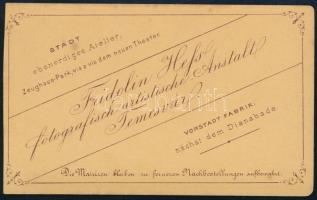 STADT
ebenerdiges Atelier,
Zeughaus-Park, vis à vis dem neuen Theater.
Fridolin Hess
fotografisch-artistische Anstalt
Temisvár
VORSTADT FABRIK.
nächst dem Dianabade.
Die Matrizen bleiben zu ferneren Nachbestellungen aufbewahrt.